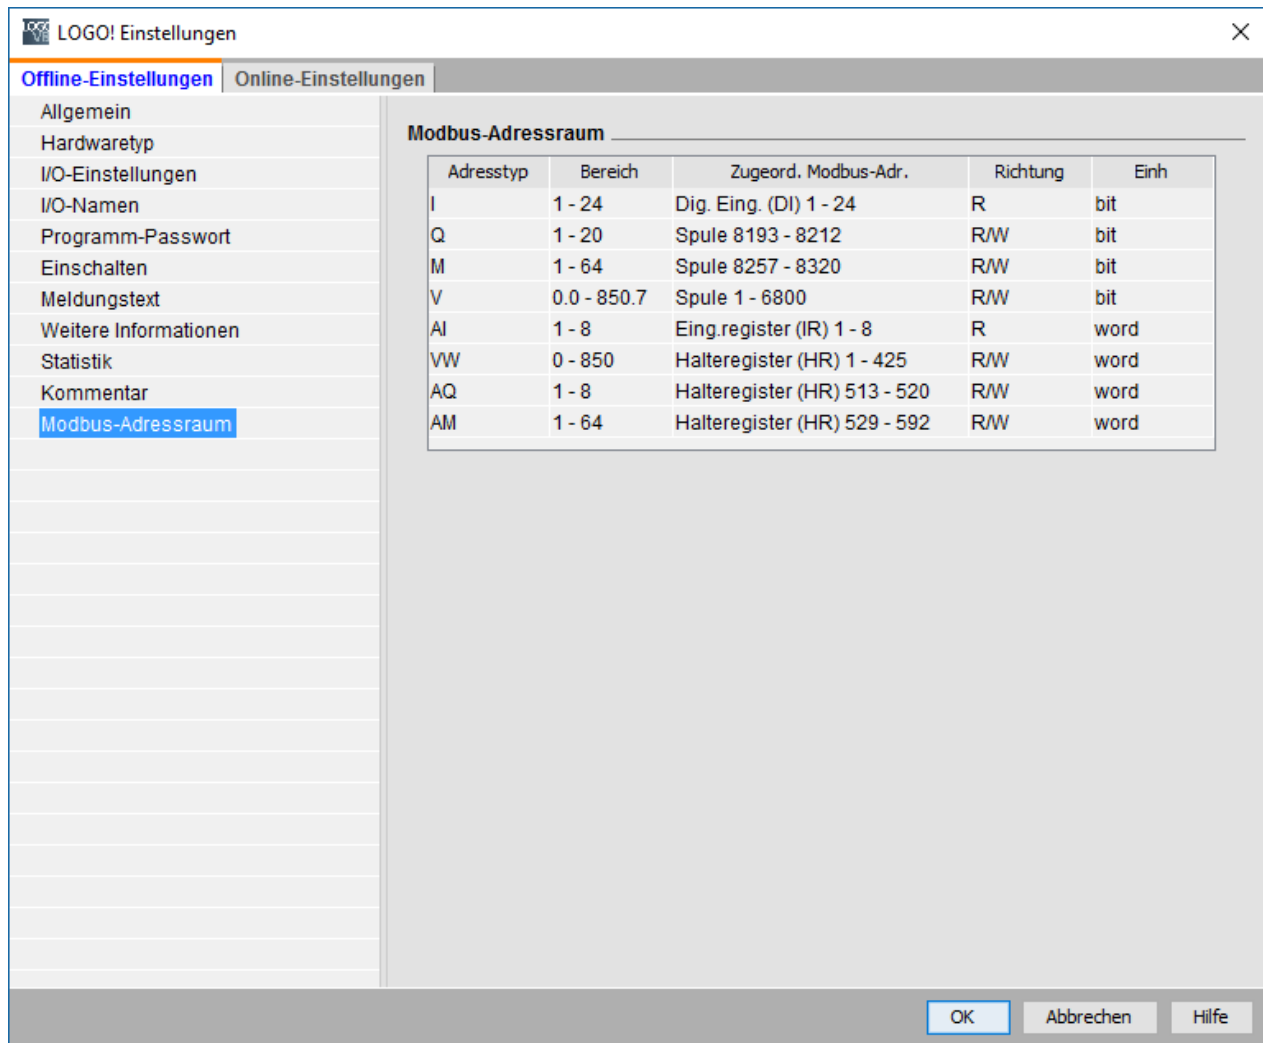 LOGO! Einstellungen
Offline-Einstellungen Online-Einstellungen
Allgemein
Hardwaretyp
I/O-Einstellungen
I/O-Namen
Programm-Passwort
Einschalten
Meldungstext
Weitere Informationen
Statistik
Kommentar
Modbus-Adressraum
Modbus-Adressraum
Adresstyp Bereich Zugeord. Modbus-Adr. Richtung Einh
I 1 - 24 Dig. Eing. (DI) 1 - 24 R bit
Q 1 - 20 Spule 8193 - 8212 R/W bit
M 1 - 64 Spule 8257 - 8320 R/W bit
V 0.0 - 850.7 Spule 1 - 6800 R/W bit
AI 1 - 8 Eing.register (IR) 1 - 8 R word
VW 0 - 850 Halteregister (HR) 1 - 425 R/W word
AQ 1 - 8 Halteregister (HR) 513 - 520 R/W word
AM 1 - 64 Halteregister (HR) 529 - 592 R/W word
OK Abbrechen Hilfe